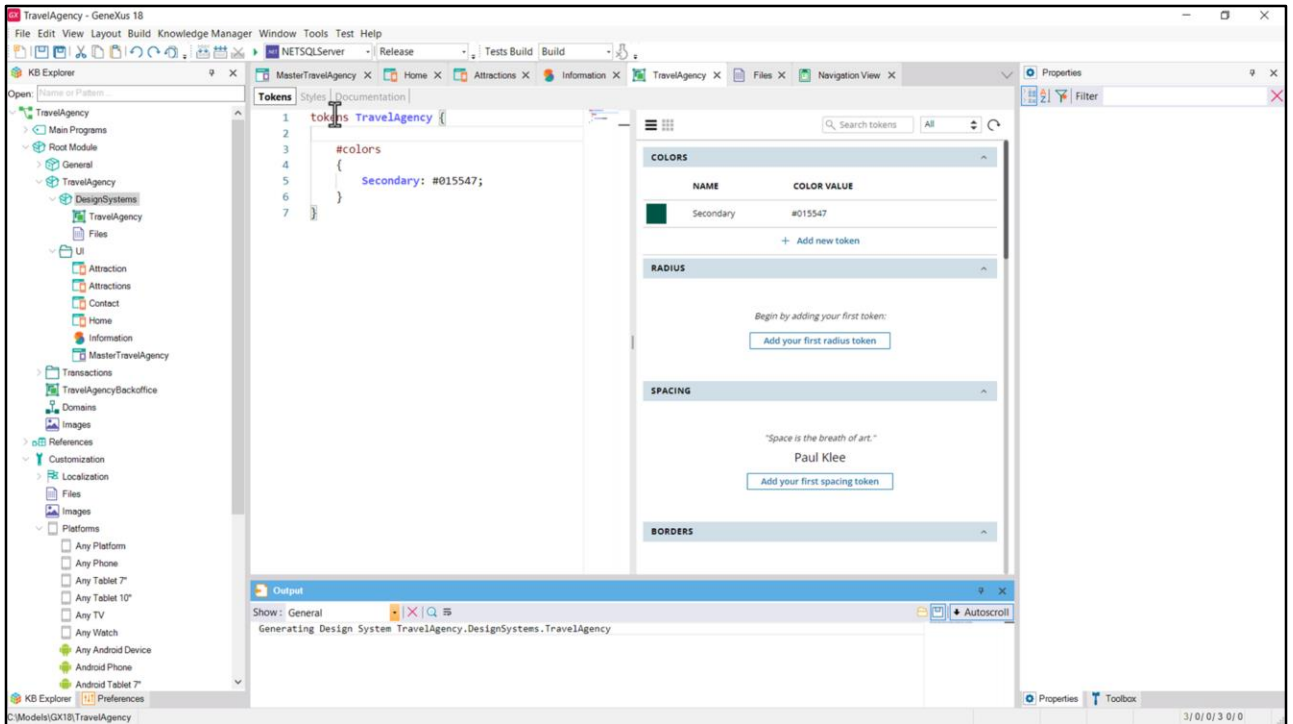 GX TravelAgency - GeneXus 18
File Edit View Layout Build Knowledge Manager Window Tools Test Help
NETSQLServer Release Tests Build Build
KB Explorer
Open: Name or Pattern...
TravelAgency
Main Programs
Root Module
General
TravelAgency
DesignSystems
TravelAgency
Files
UI
Attraction
Attractions
Contact
Home
Information
MasterTravelAgency
Transactions
TravelAgencyBackoffice
Domains
Images
References
Customization
Localization
Files
Images
Platforms
Any Platform
Any Phone
Any Tablet 7"
Any Tablet 10"
Any TV
Any Watch
Any Android Device
Android Phone
Android Tablet 7"
KB Explorer Preferences
MasterTravelAgency Home Attractions Information TravelAgency Files Navigation View
Tokens Styles Documentation
1 tokens TravelAgency {
2
3 #colors
4 {
5 Secondary: #015547;
6 }
7 }
Search tokens All
COLORS
NAME COLOR VALUE
Secondary #015547
+ Add new token
RADIUS
Begin by adding your first token:
Add your first radius token
SPACING
"Space is the breath of art."
Paul Klee
Add your first spacing token
BORDERS
Output
Show: General Autoscroll
Generating Design System TravelAgency.DesignSystems.TravelAgency
Properties
Filter
Properties Toolbox
C:\Models\GX18\TravelAgency 3/ 0/ 0/ 3 0/ 0